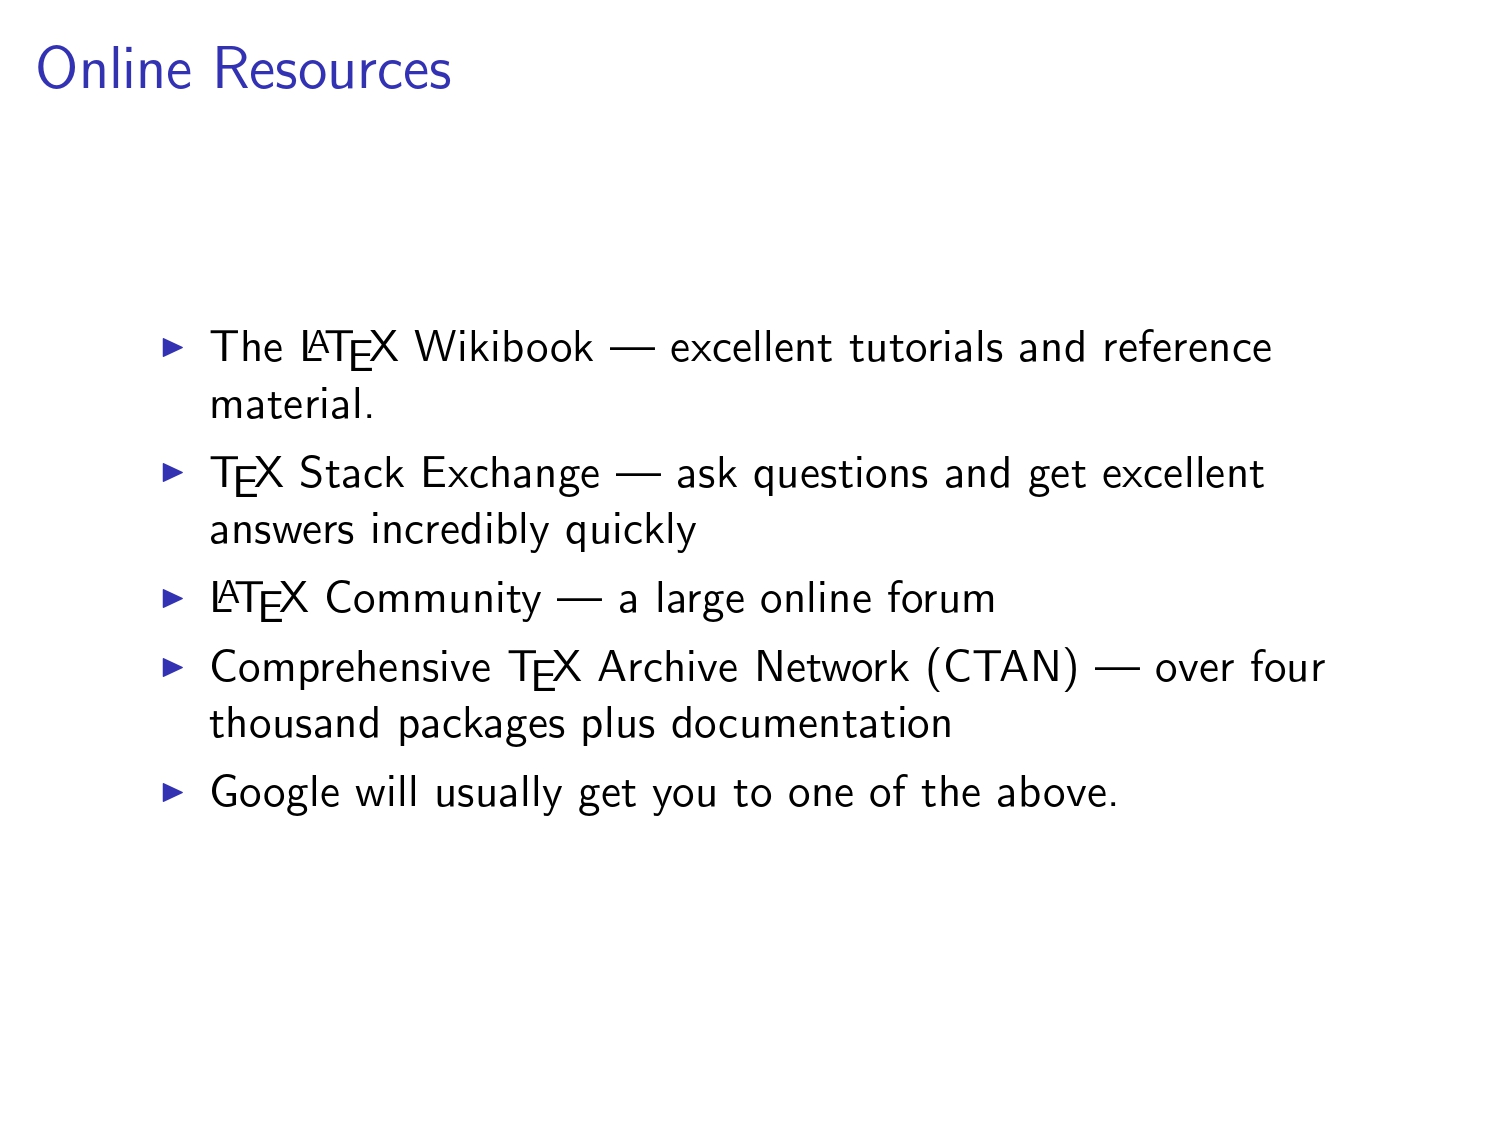 Online Resources
▶ The LATEX Wikibook — excellent tutorials and reference
material.
▶ TEX Stack Exchange — ask questions and get excellent
answers incredibly quickly
▶ LATEX Community — a large online forum
▶ Comprehensive TEX Archive Network (CTAN) — over four
thousand packages plus documentation
▶ Google will usually get you to one of the above.